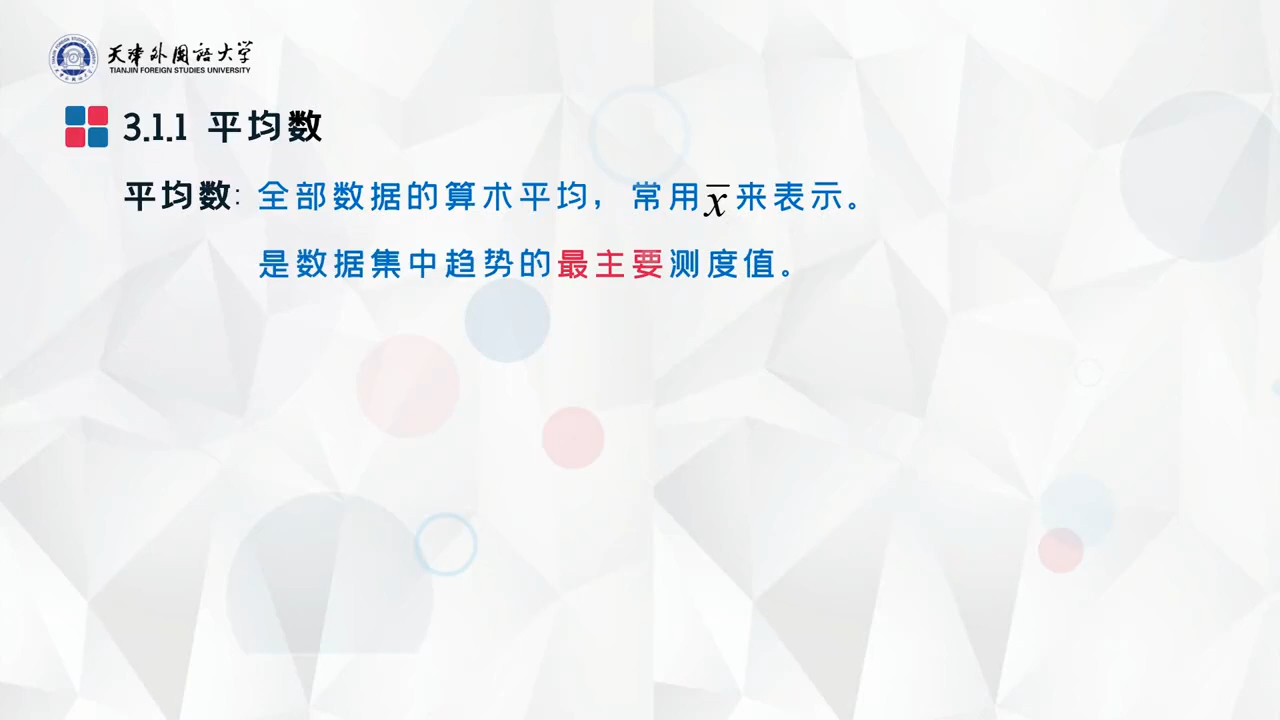 天津外国语大学
TIANJIN FOREIGN STUDIES UNIVERSITY
3.1.1 平均数
平均数: 全部数据的算术平均，常用x̅来表示。
是数据集中趋势的最主要测度值。